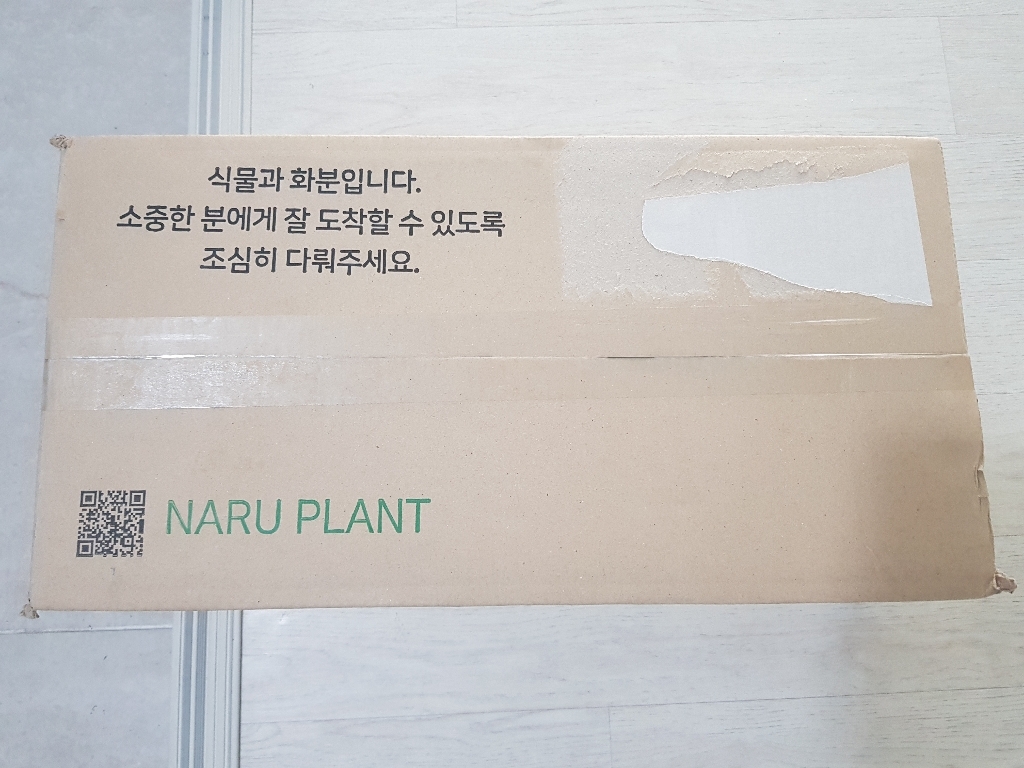 식물과 화분입니다.
소중한 분에게 잘 도착할 수 있도록
조심히 다뤄주세요.
NARU PLANT